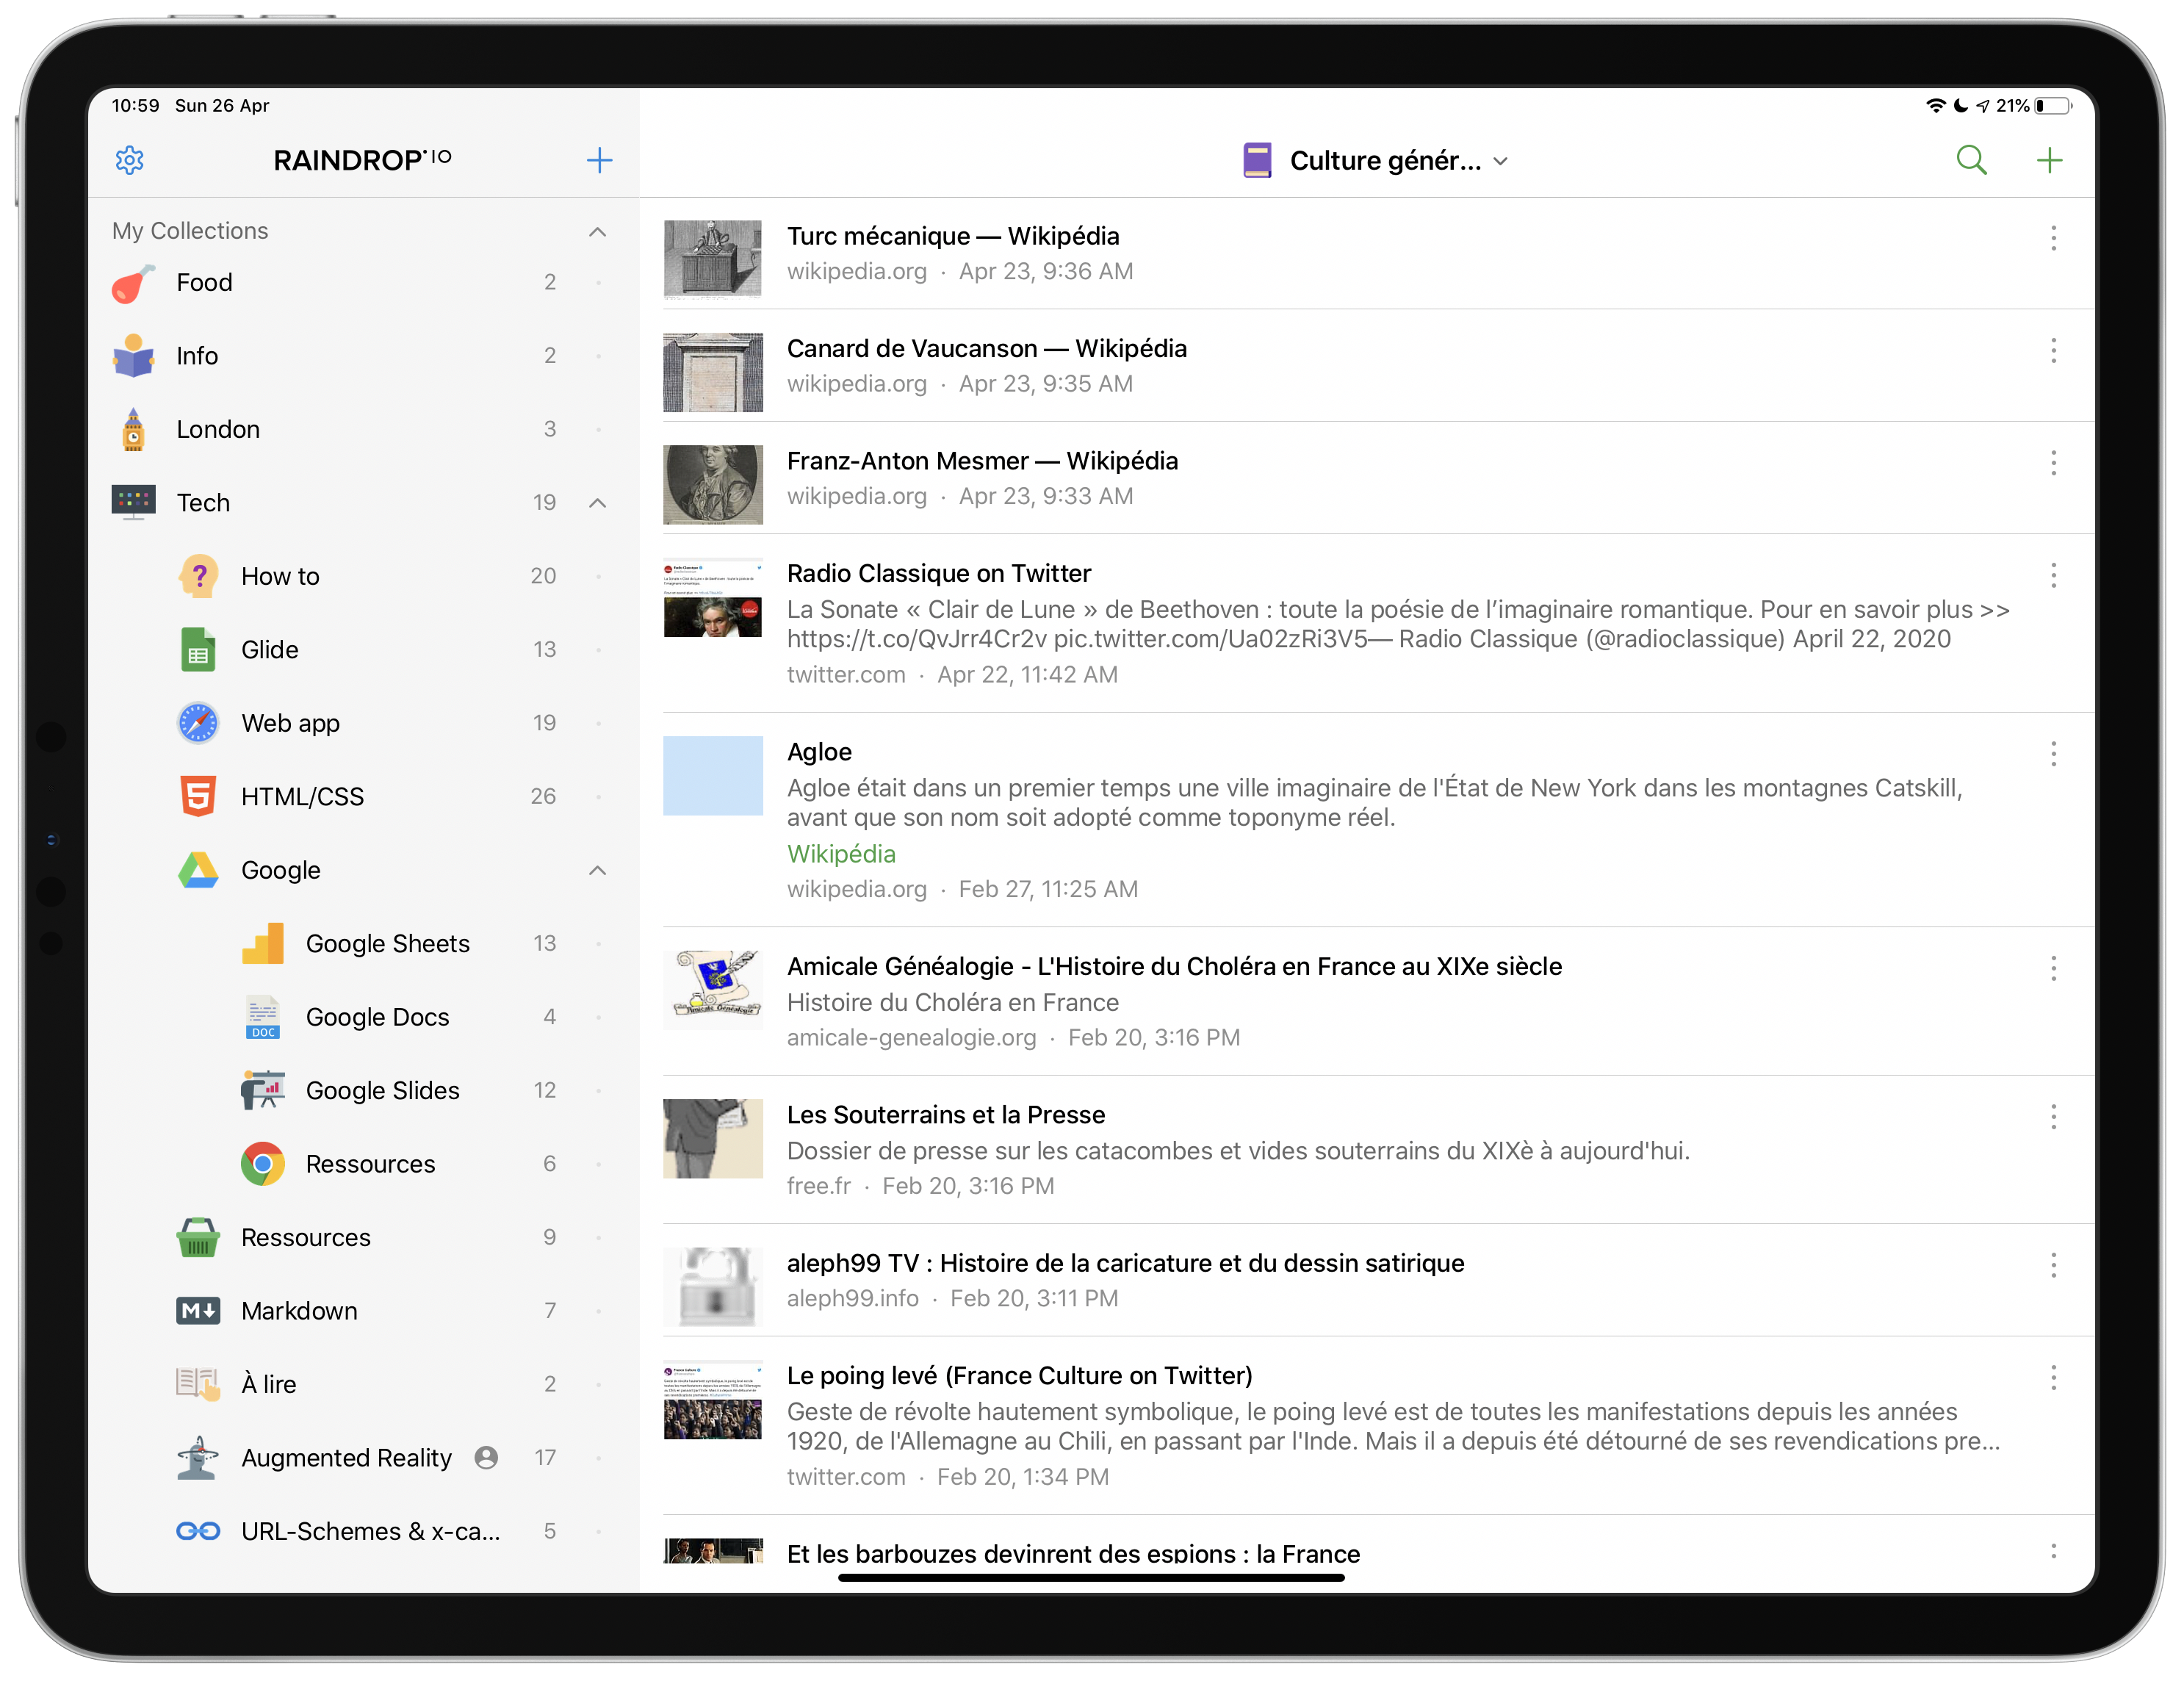 10:59 Sun 26 Apr
21%
RAINDROP.IO
Culture génér...
My Collections
Food 2
Info 2
London 3
Tech 19
How to 20
Glide 13
Web app 19
HTML/CSS 26
Google
Google Sheets 13
DOC
Google Docs 4
Google Slides 12
Ressources 6
Ressources 9
M
Markdown 7
À lire 2
Augmented Reality 17
URL-Schemes & x-ca... 5
Turc mécanique — Wikipédia
wikipedia.org · Apr 23, 9:36 AM
Canard de Vaucanson — Wikipédia
wikipedia.org · Apr 23, 9:35 AM
Franz-Anton Mesmer — Wikipédia
wikipedia.org · Apr 23, 9:33 AM
Radio Classique on Twitter
La Sonate « Clair de Lune » de Beethoven : toute la poésie de l’imaginaire romantique. Pour en savoir plus >>
https://t.co/QvJrr4Cr2v pic.twitter.com/Ua02zRi3V5— Radio Classique (@radioclassique) April 22, 2020
twitter.com · Apr 22, 11:42 AM
Agloe
Agloe était dans un premier temps une ville imaginaire de l'État de New York dans les montagnes Catskill,
avant que son nom soit adopté comme toponyme réel.
Wikipédia
wikipedia.org · Feb 27, 11:25 AM
Amicale Généalogie - L'Histoire du Choléra en France au XIXe siècle
Histoire du Choléra en France
amicale-genealogie.org · Feb 20, 3:16 PM
Les Souterrains et la Presse
Dossier de presse sur les catacombes et vides souterrains du XIXè à aujourd'hui.
free.fr · Feb 20, 3:16 PM
aleph99 TV : Histoire de la caricature et du dessin satirique
aleph99.info · Feb 20, 3:11 PM
Le poing levé (France Culture on Twitter)
Geste de révolte hautement symbolique, le poing levé est de toutes les manifestations depuis les années
1920, de l'Allemagne au Chili, en passant par l'Inde. Mais il a depuis été détourné de ses revendications pre...
twitter.com · Feb 20, 1:34 PM
Et les barbouzes devinrent des espions : la France